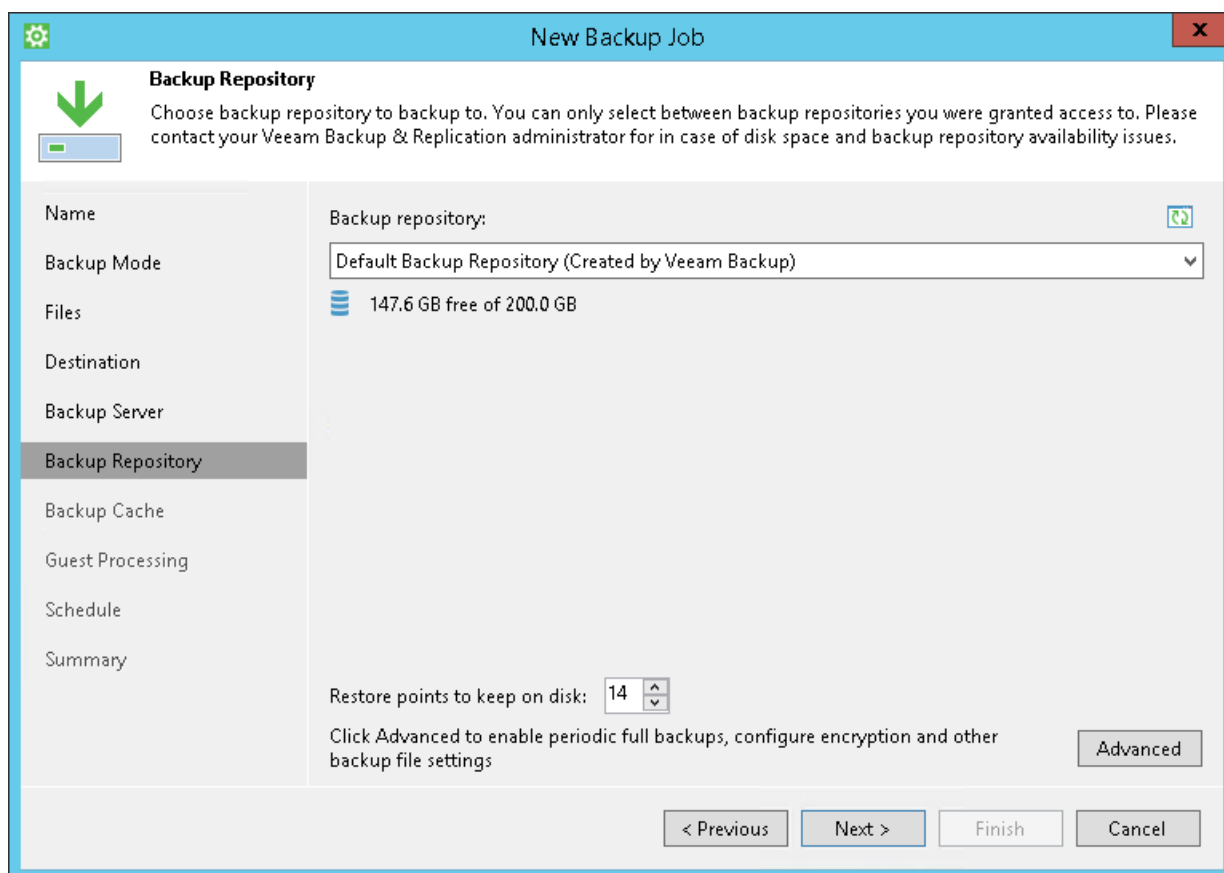 New Backup Job
x
Backup Repository
Choose backup repository to backup to. You can only select between backup repositories you were granted access to. Please
contact your Veeam Backup & Replication administrator for in case of disk space and backup repository availability issues.
Name
Backup Mode
Files
Destination
Backup Server
Backup Repository
Backup Cache
Guest Processing
Schedule
Summary
Backup repository:
Default Backup Repository (Created by Veeam Backup)
147.6 GB free of 200.0 GB
Restore points to keep on disk: 14
Click Advanced to enable periodic full backups, configure encryption and other
backup file settings
Advanced
< Previous
Next >
Finish
Cancel